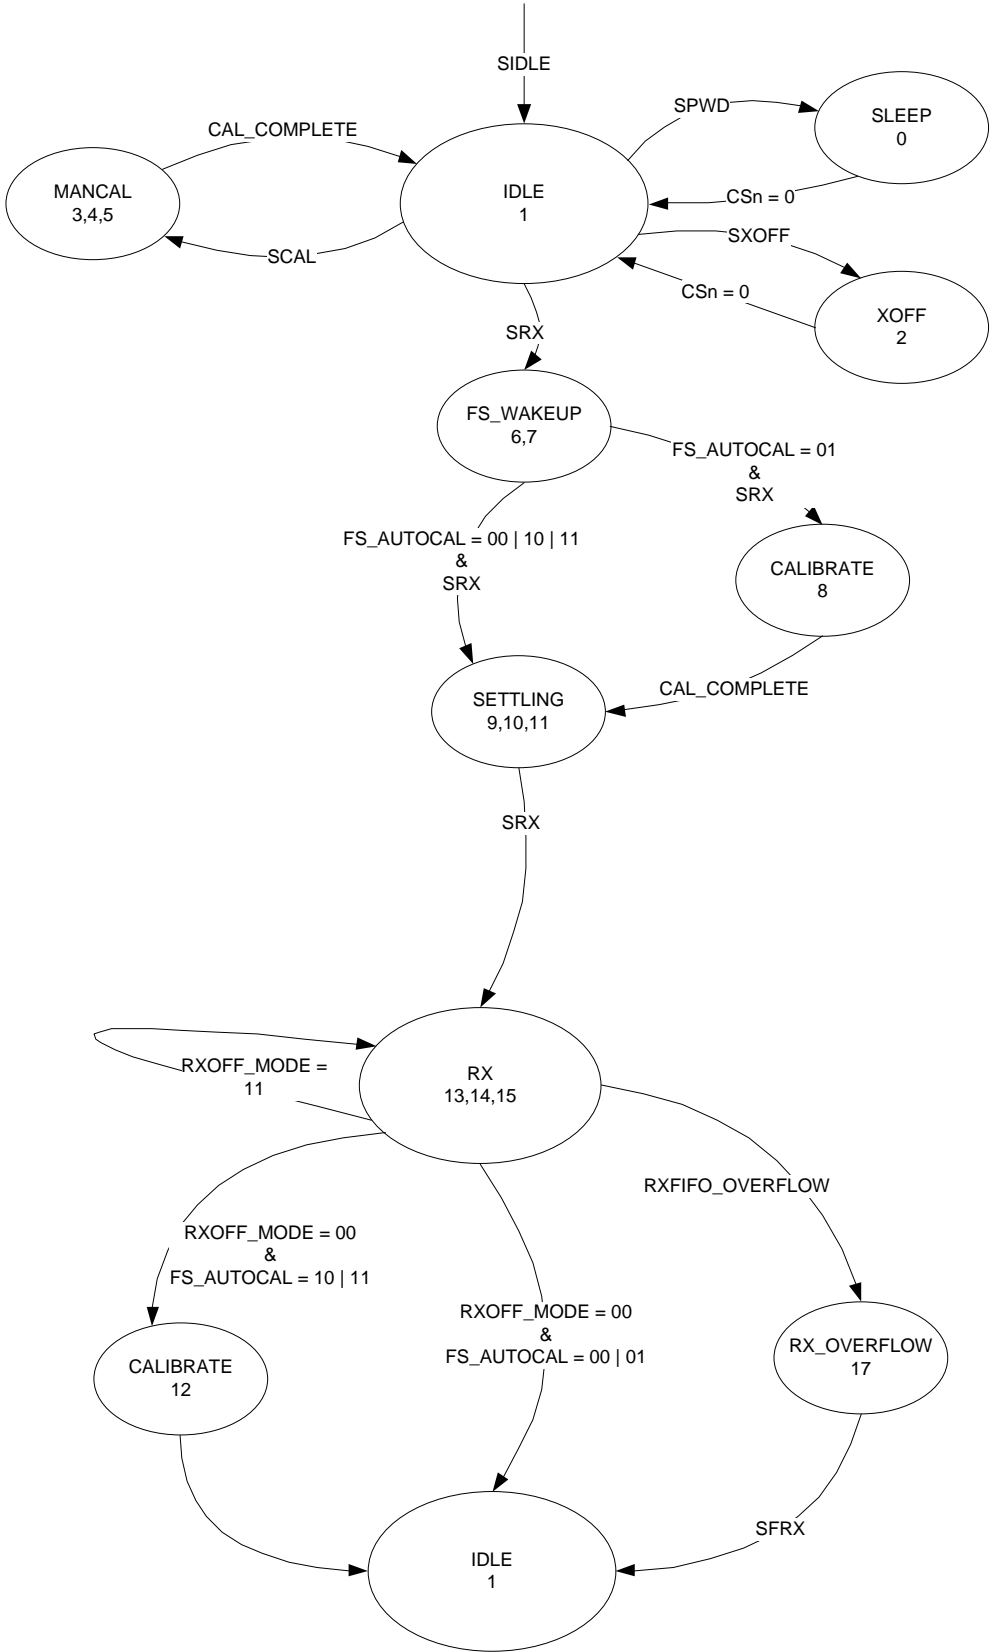 SIDLE
SPWD
SLEEP
0
CAL_COMPLETE
MANCAL
3,4,5
IDLE
1
CSn = 0
SCAL
SXOFF
CSn = 0
XOFF
2
SRX
FS_WAKEUP
6,7
FS_AUTOCAL = 01
&
SRX
FS_AUTOCAL = 00 | 10 | 11
&
SRX
CALIBRATE
8
SETTLING
9,10,11
CAL_COMPLETE
SRX
RXOFF_MODE =
11
RX
13,14,15
RXFIFO_OVERFLOW
RXOFF_MODE = 00
&
FS_AUTOCAL = 10 | 11
RXOFF_MODE = 00
&
FS_AUTOCAL = 00 | 01
RX_OVERFLOW
17
CALIBRATE
12
SFRX
IDLE
1